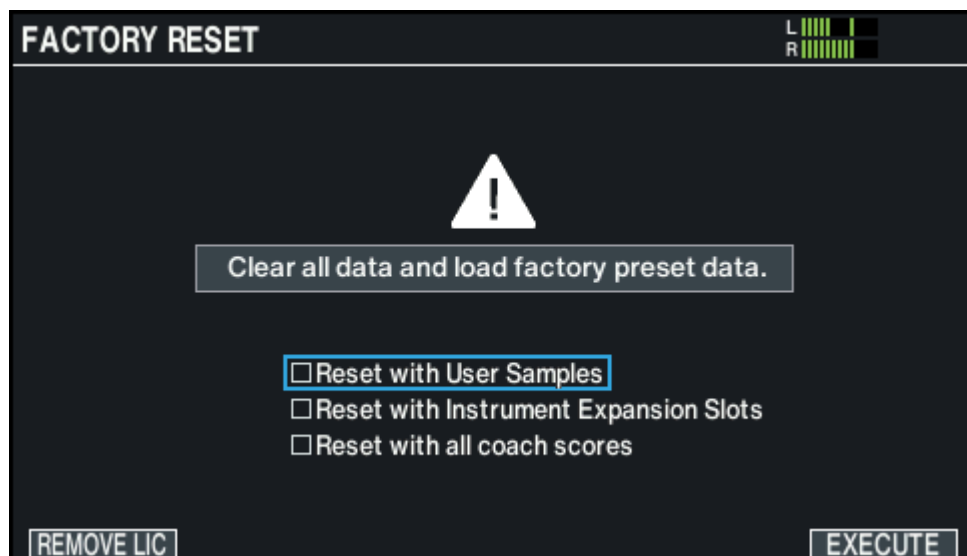 FACTORY RESET
L
R
!
Clear all data and load factory preset data.
Reset with User Samples
Reset with Instrument Expansion Slots
Reset with all coach scores
REMOVE LIC
EXECUTE